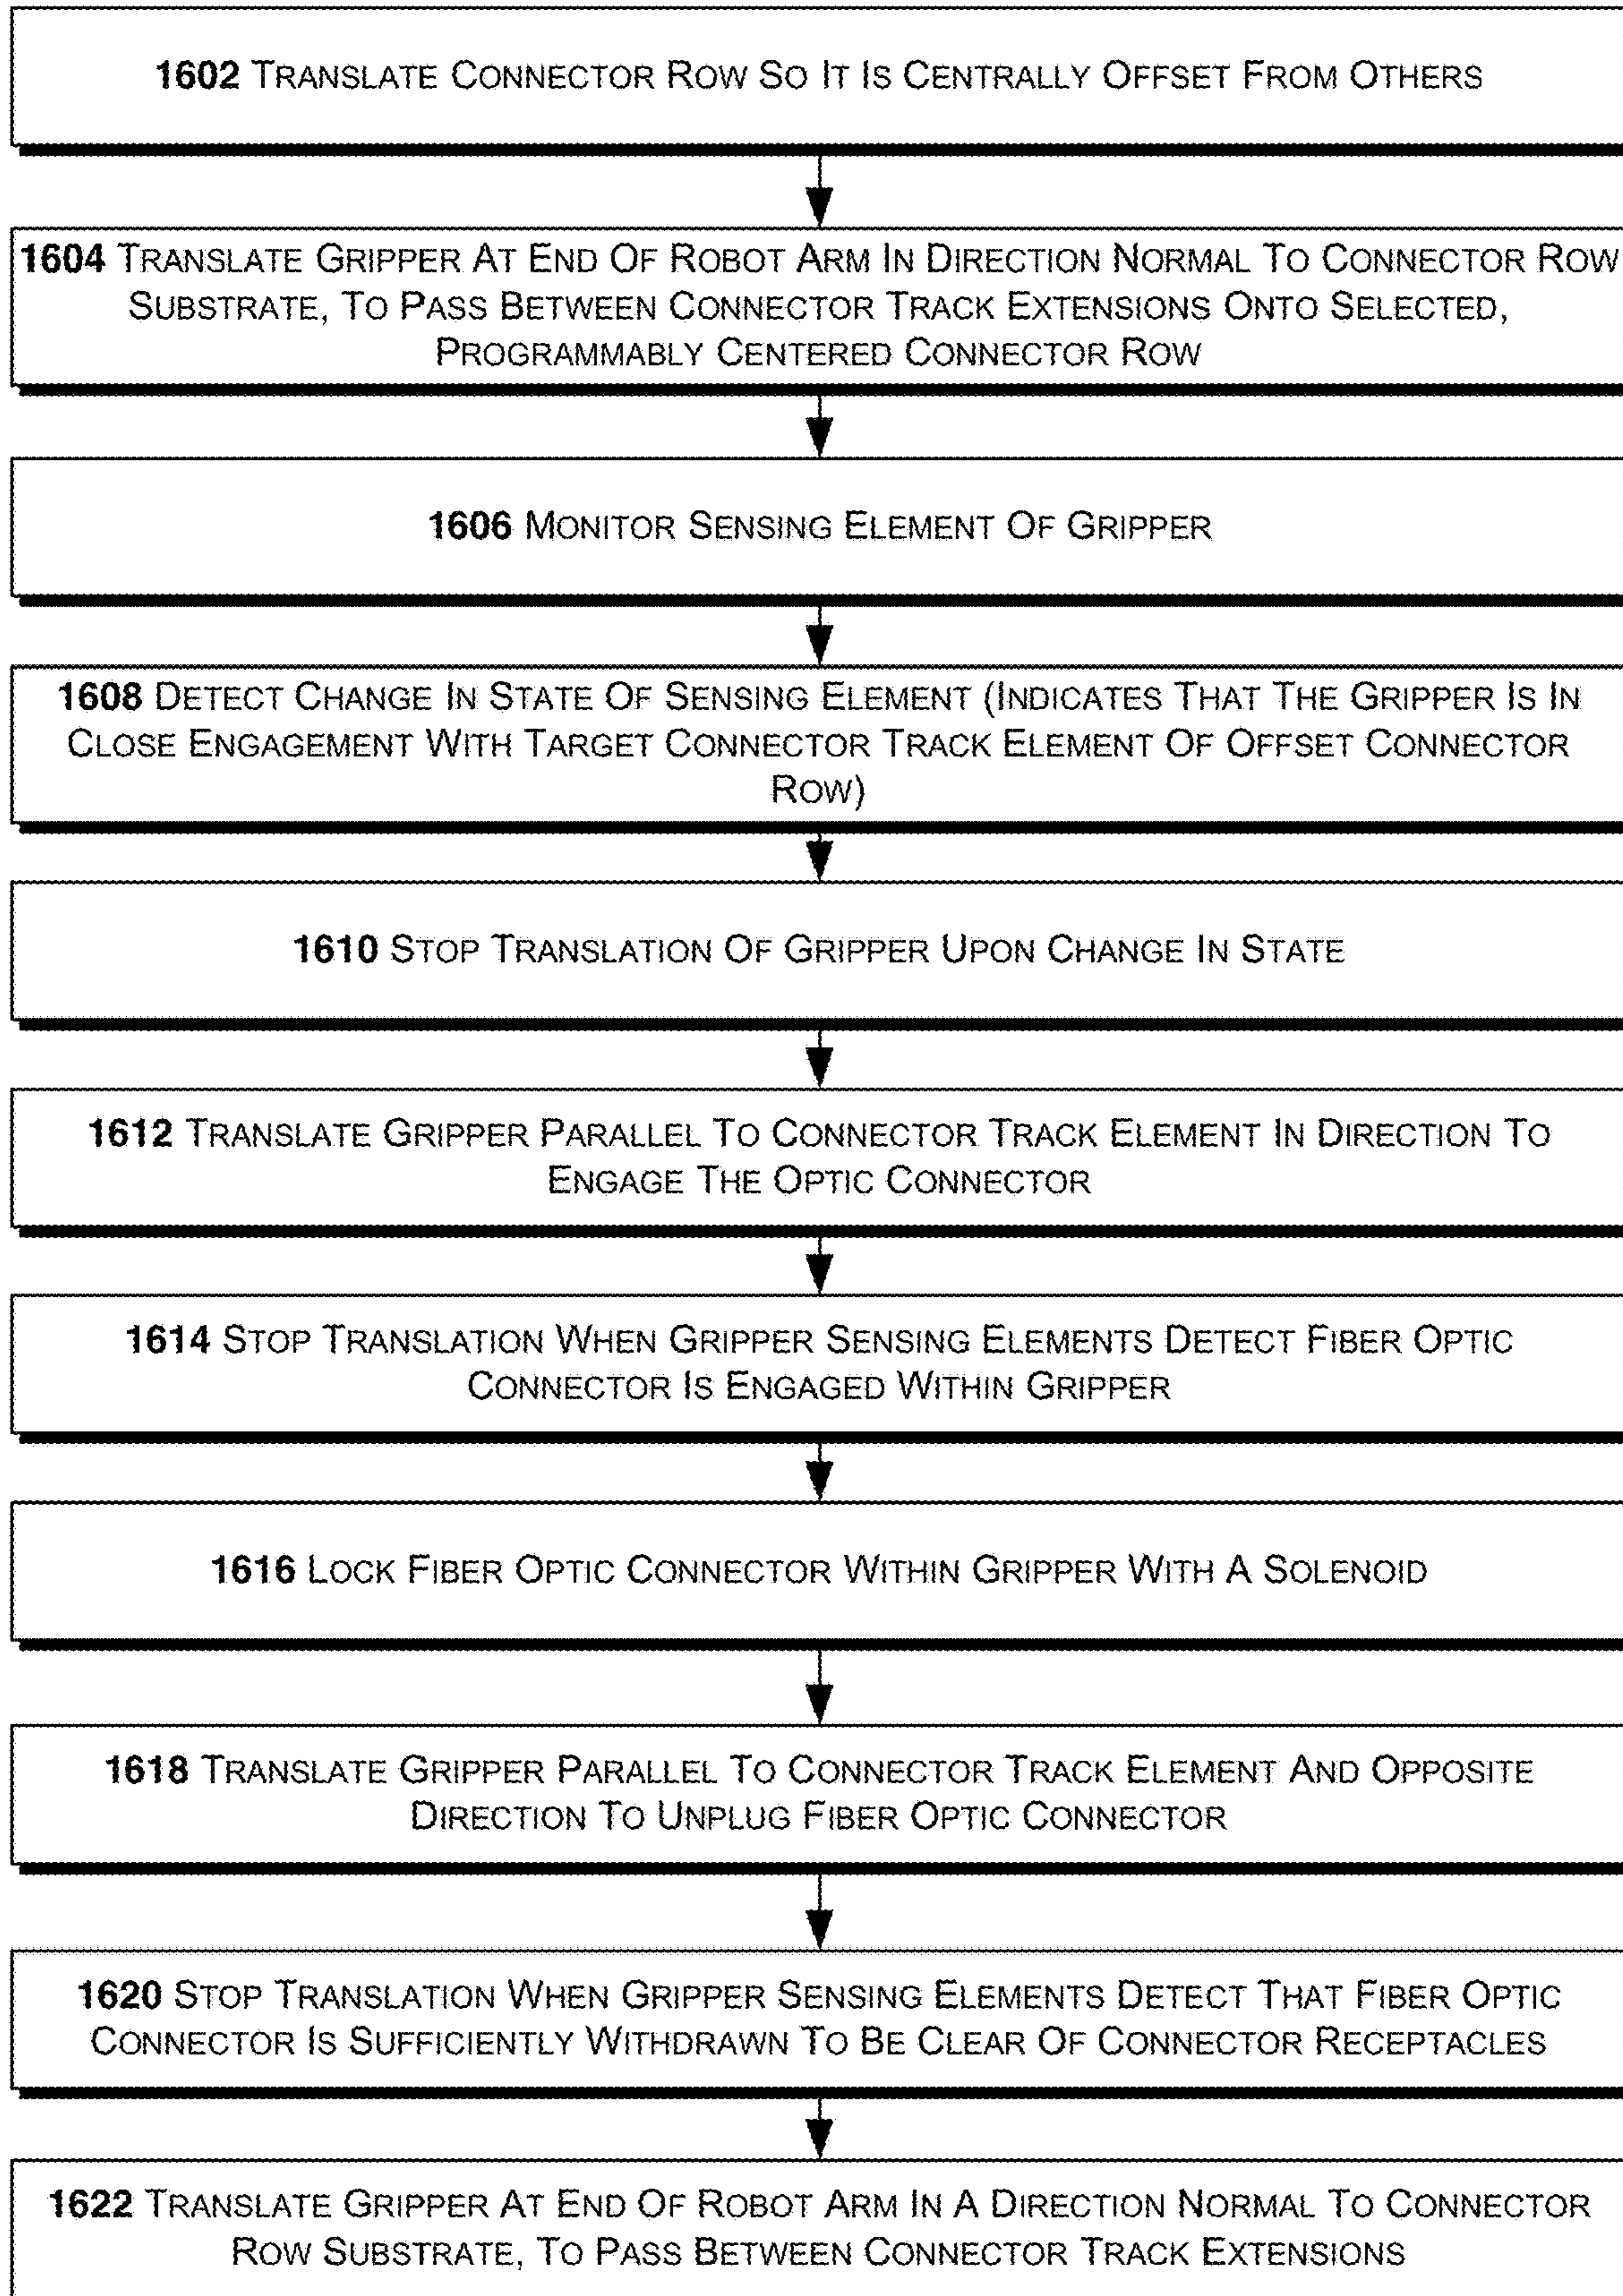 1602 TRANSLATE CONNECTOR ROW SO IT IS CENTRALLY OFFSET FROM OTHERS
1604 TRANSLATE GRIPPER AT END OF ROBOT ARM IN DIRECTION NORMAL TO CONNECTOR ROW
SUBSTRATE, TO PASS BETWEEN CONNECTOR TRACK EXTENSIONS ONTO SELECTED,
PROGRAMMABLY CENTERED CONNECTOR ROW
1606 MONITOR SENSING ELEMENT OF GRIPPER
1608 DETECT CHANGE IN STATE OF SENSING ELEMENT (INDICATES THAT THE GRIPPER IS IN
CLOSE ENGAGEMENT WITH TARGET CONNECTOR TRACK ELEMENT OF OFFSET CONNECTOR
ROW)
1610 STOP TRANSLATION OF GRIPPER UPON CHANGE IN STATE
1612 TRANSLATE GRIPPER PARALLEL TO CONNECTOR TRACK ELEMENT IN DIRECTION TO
ENGAGE THE OPTIC CONNECTOR
1614 STOP TRANSLATION WHEN GRIPPER SENSING ELEMENTS DETECT FIBER OPTIC
CONNECTOR IS ENGAGED WITHIN GRIPPER
1616 LOCK FIBER OPTIC CONNECTOR WITHIN GRIPPER WITH A SOLENOID
1618 TRANSLATE GRIPPER PARALLEL TO CONNECTOR TRACK ELEMENT AND OPPOSITE
DIRECTION TO UNPLUG FIBER OPTIC CONNECTOR
1620 STOP TRANSLATION WHEN GRIPPER SENSING ELEMENTS DETECT THAT FIBER OPTIC
CONNECTOR IS SUFFICIENTLY WITHDRAWN TO BE CLEAR OF CONNECTOR RECEPTACLES
1622 TRANSLATE GRIPPER AT END OF ROBOT ARM IN A DIRECTION NORMAL TO CONNECTOR
ROW SUBSTRATE, TO PASS BETWEEN CONNECTOR TRACK EXTENSIONS